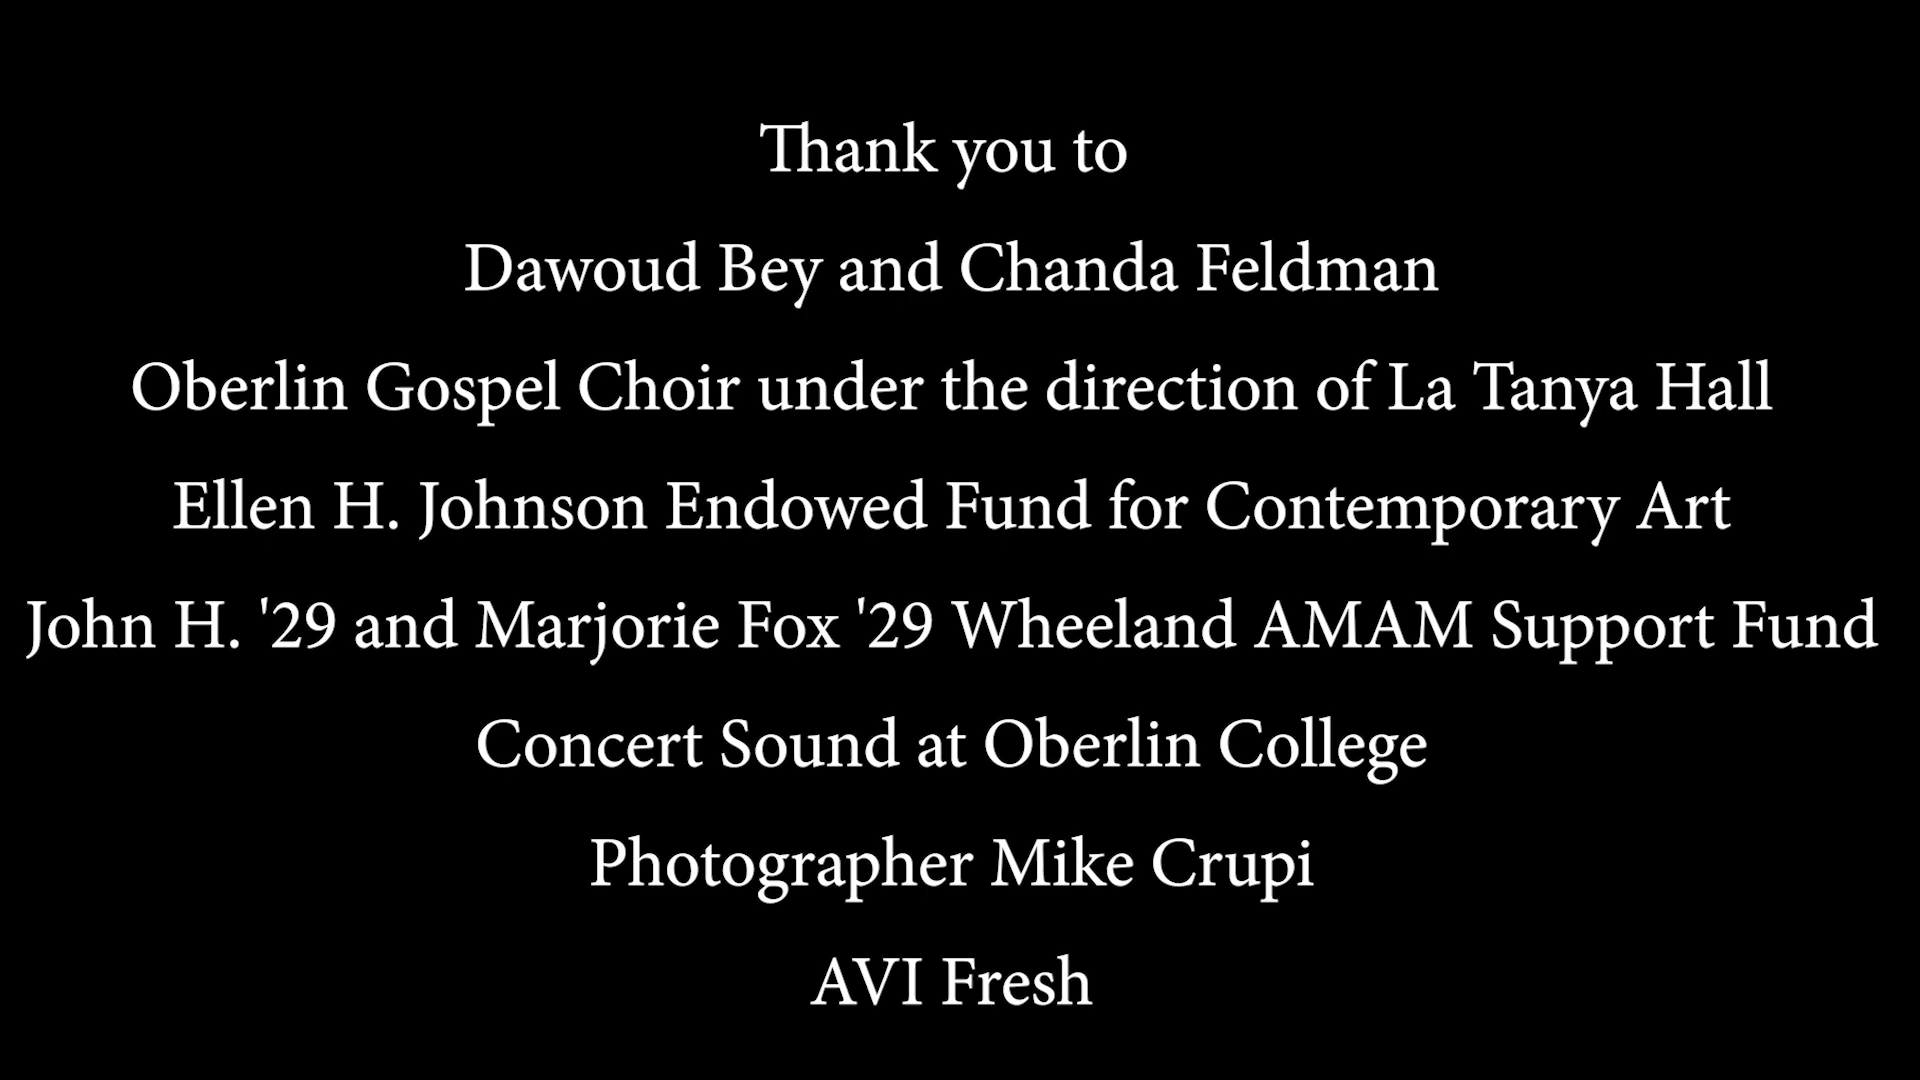 Thank you to
Dawoud Bey and Chanda Feldman
Oberlin Gospel Choir under the direction of La Tanya Hall
Ellen H. Johnson Endowed Fund for Contemporary Art
John H. '29 and Marjorie Fox '29 Wheeland AMAM Support Fund
Concert Sound at Oberlin College
Photographer Mike Crupi
AVI Fresh